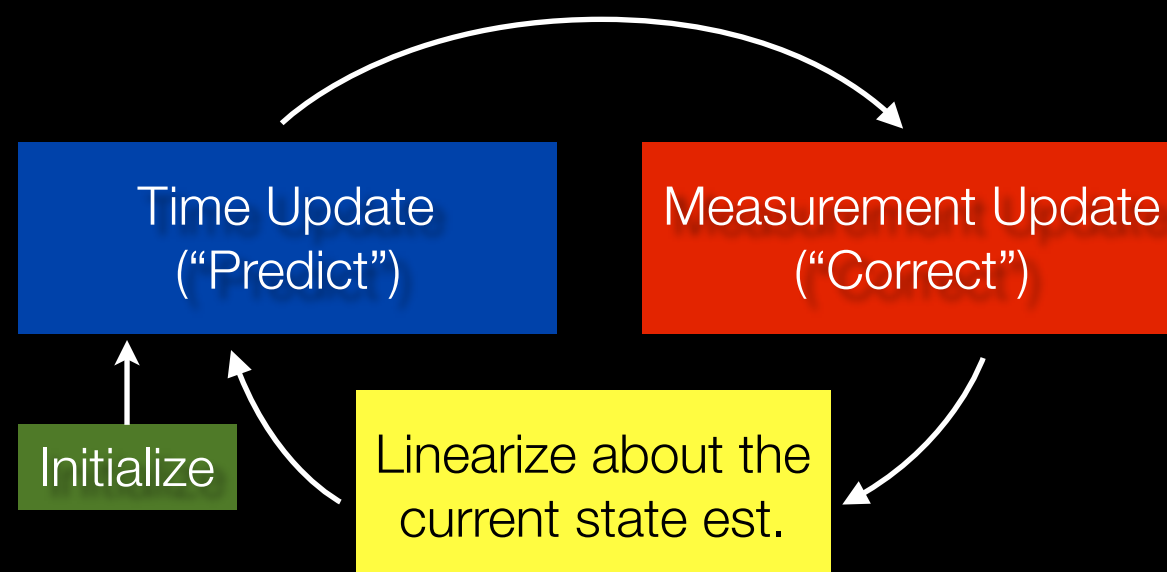 Time Update
(“Predict”)
Measurement Update
(“Correct”)
Initialize
Linearize about the
current state est.